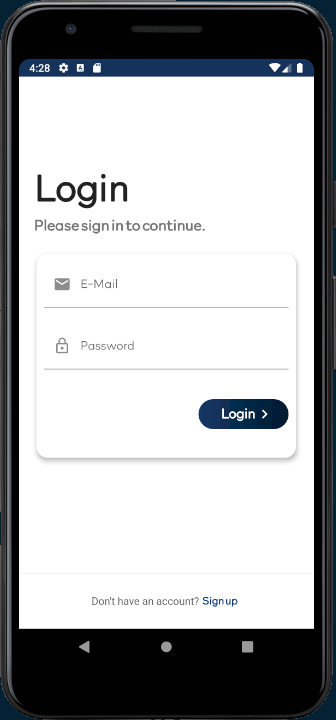 4:28
Login
Please sign in to continue.
E-Mail
Password
Login
Don't have an account? Sign up